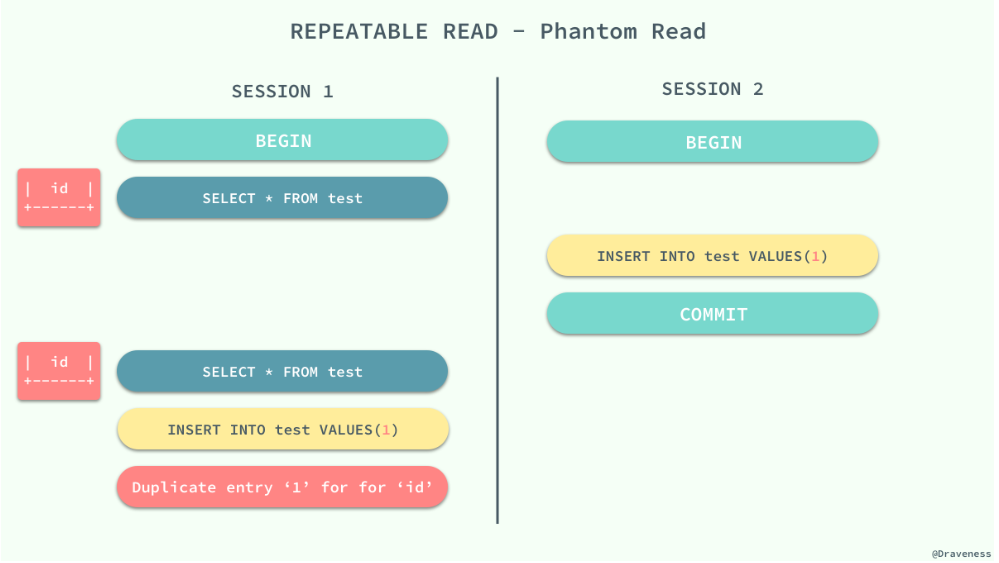 REPEATABLE READ - Phantom Read
SESSION 1
BEGIN
| id |
+------+
SELECT * FROM test
| id |
+------+
SELECT * FROM test
INSERT INTO test VALUES(1)
Duplicate entry ‘1’ for for ‘id’
SESSION 2
BEGIN
INSERT INTO test VALUES(1)
COMMIT
@Draveness